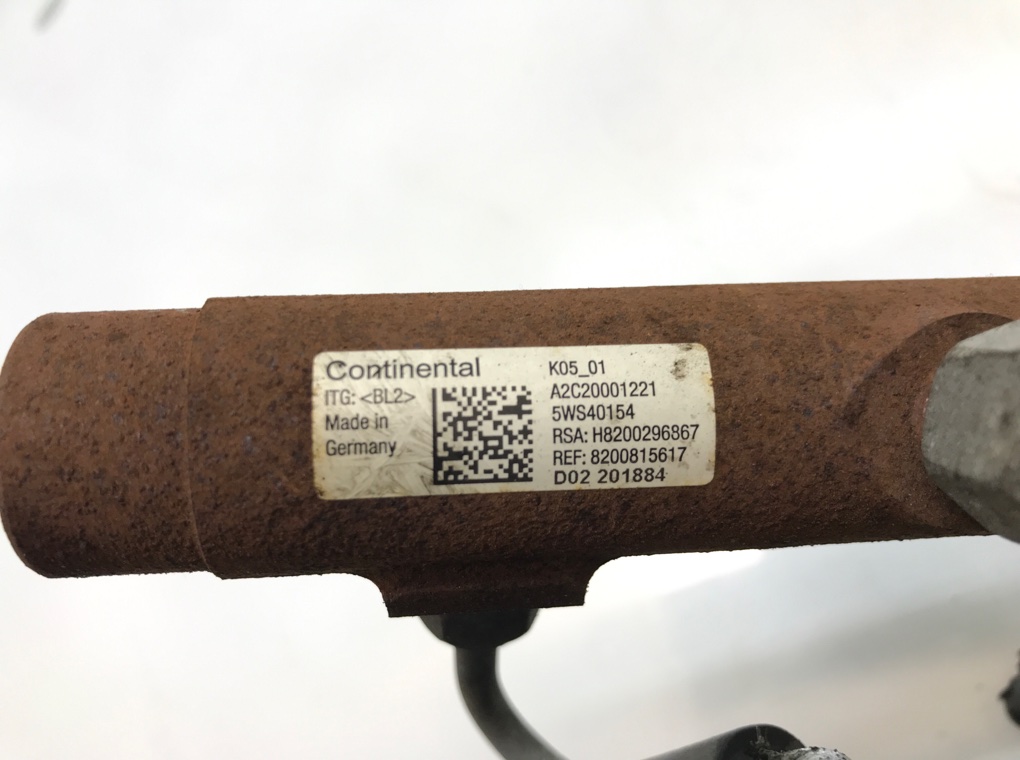 Continental
ITG: <BL2>
Made in
Germany
K05_01
A2C20001221
5WS40154
RSA: H8200296867
REF: 8200815617
D02 201884